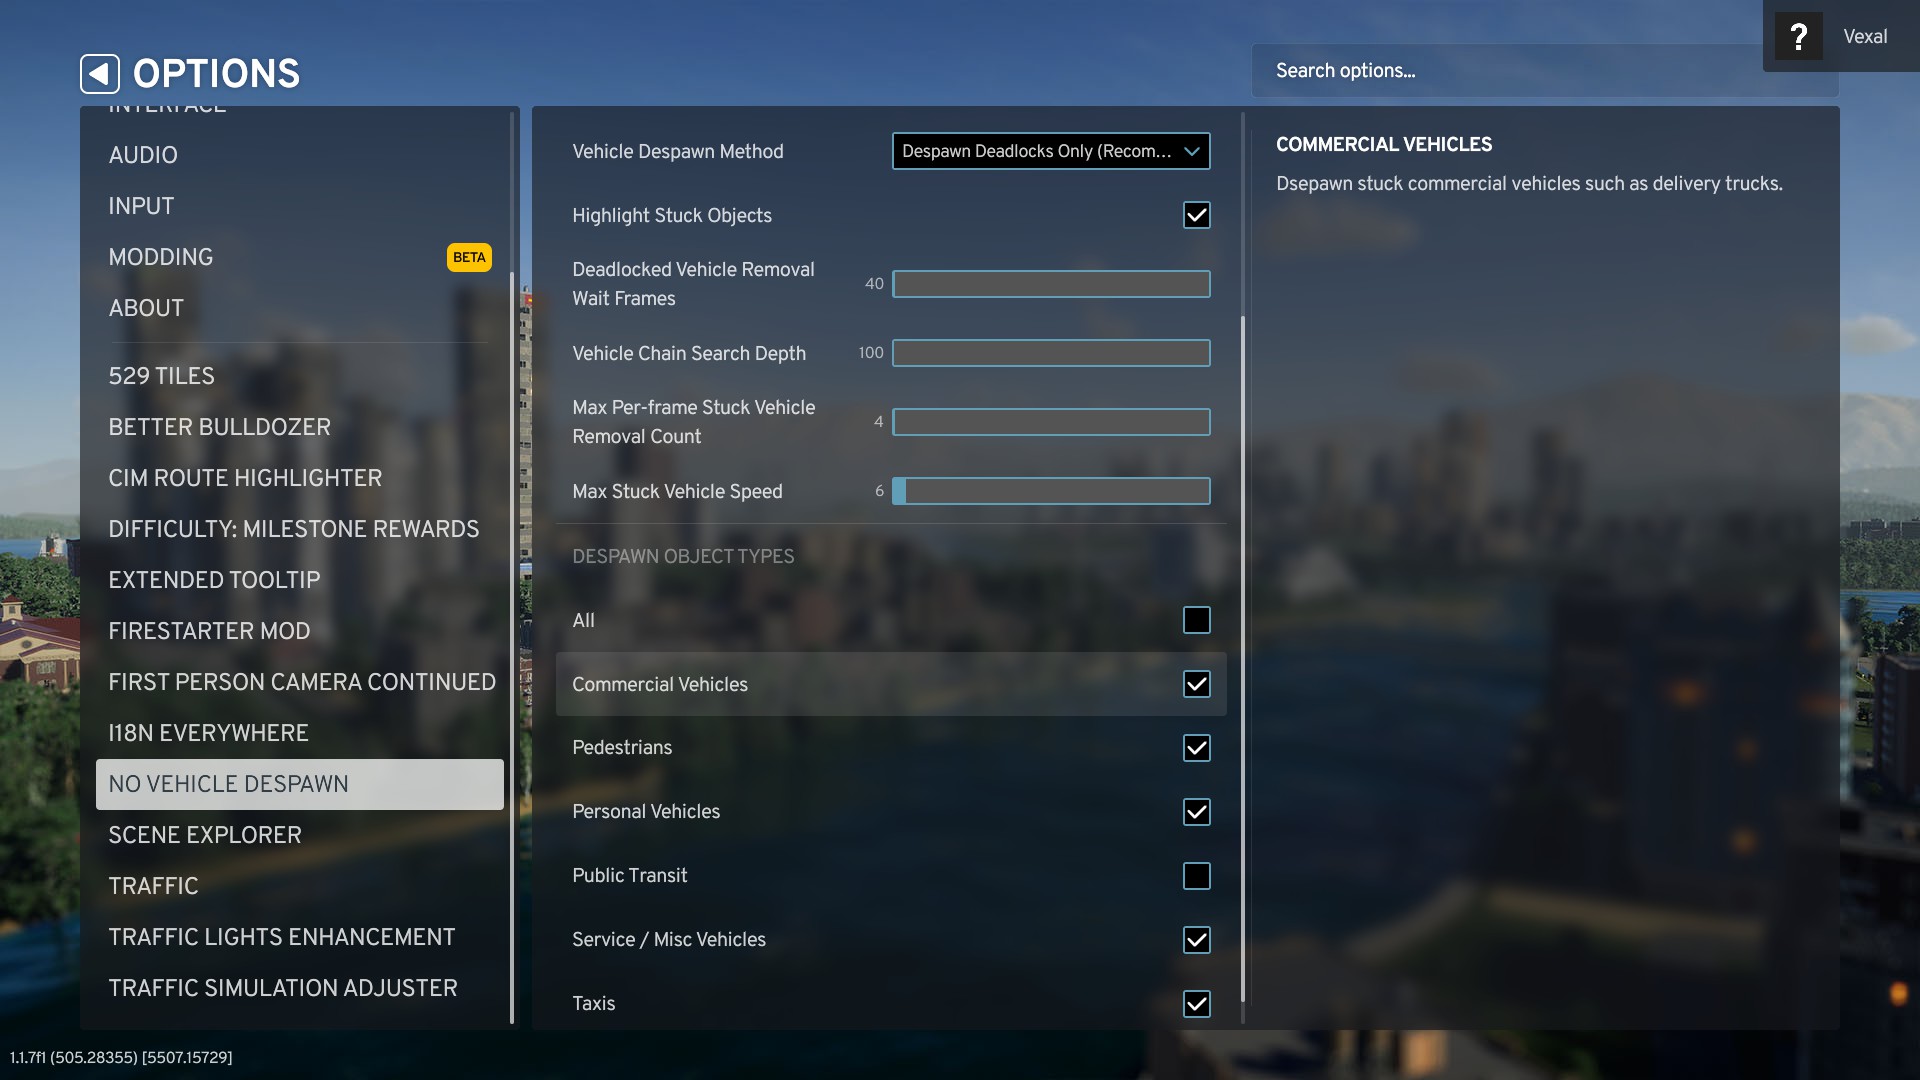 OPTIONS
Search options...
?
Vexal
INTERFACE
AUDIO
INPUT
MODDING
BETA
ABOUT
529 TILES
BETTER BULLDOZER
CIM ROUTE HIGHLIGHTER
DIFFICULTY: MILESTONE REWARDS
EXTENDED TOOLTIP
FIRESTARTER MOD
FIRST PERSON CAMERA CONTINUED
I18N EVERYWHERE
NO VEHICLE DESPAWN
SCENE EXPLORER
TRAFFIC
TRAFFIC LIGHTS ENHANCEMENT
TRAFFIC SIMULATION ADJUSTER
Vehicle Despawn Method
Despawn Deadlocks Only (Recom...
Highlight Stuck Objects
Deadlocked Vehicle Removal
Wait Frames
40
Vehicle Chain Search Depth
100
Max Per-frame Stuck Vehicle
Removal Count
4
Max Stuck Vehicle Speed
6
DESPAWN OBJECT TYPES
All
Commercial Vehicles
Pedestrians
Personal Vehicles
Public Transit
Service / Misc Vehicles
Taxis
COMMERCIAL VEHICLES
Dsepawn stuck commercial vehicles such as delivery trucks.
1.1.7f1 (505.28355) [5507.15729]